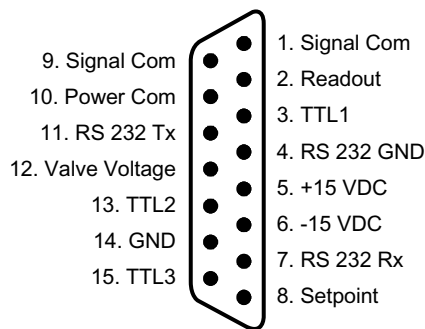 1. Signal Com
2. Readout
3. TTL1
4. RS 232 GND
5. +15 VDC
6. -15 VDC
7. RS 232 Rx
8. Setpoint
9. Signal Com
10. Power Com
11. RS 232 Tx
12. Valve Voltage
13. TTL2
14. GND
15. TTL3